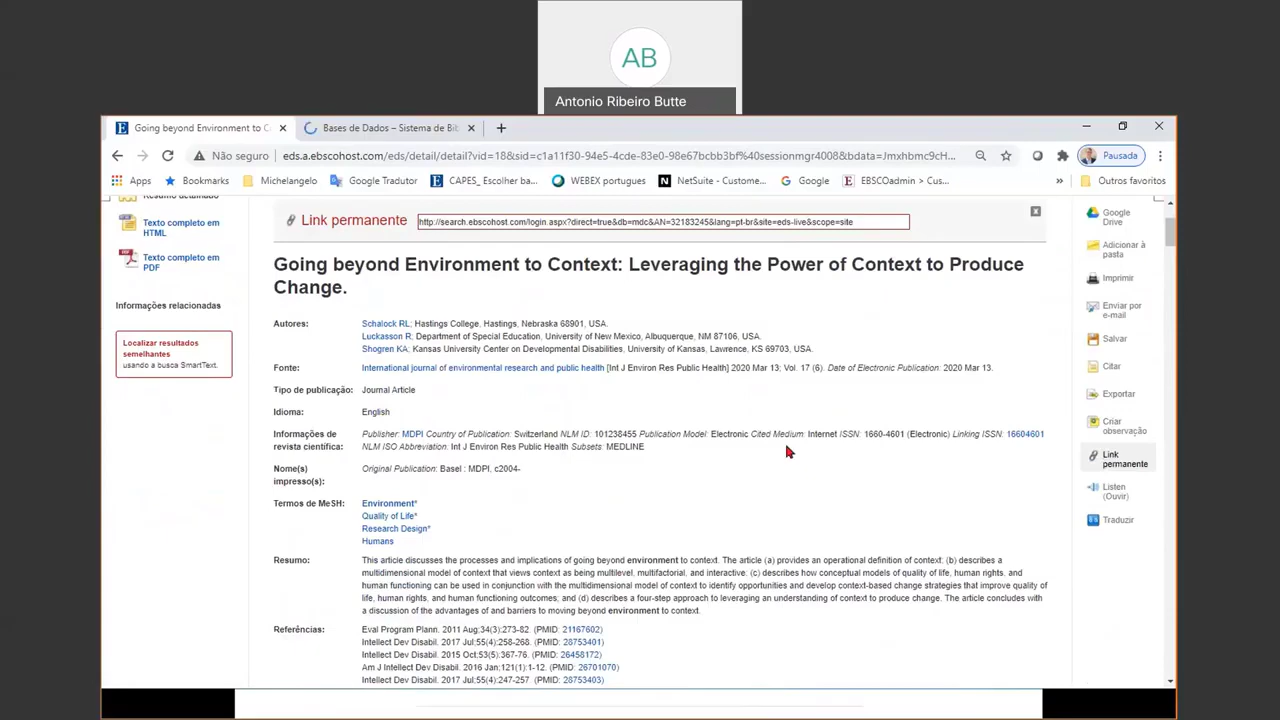 AB
Antonio Ribeiro Butte
Going beyond Environment to C
Bases de Dados – Sistema de Bib
Não seguro
eds.a.ebscohost.com/eds/detail/detail?vid=18&sid=c1a11f30-94e5-4cde-83e0-98e67bcbb3bf%40sessionmgr4008&bdata=Jmxhbmc9cH...
Pausada
Apps
Bookmarks
Michelangelo
Google Tradutor
CAPES_ Escolher ba...
WEBEX portugues
NetSuite - Custome...
Google
EBSCOadmin > Cus...
»
Outros favoritos
Resumo detalhado
Texto completo em
HTML
Texto completo em
PDF
Informações relacionadas
Localizar resultados
semelhantes
usando a busca SmartText.
Link permanente
http://search.ebscohost.com/login.aspx?direct=true&db=mdc&AN=32183245&lang=pt-br&site=eds-live&scope=site
Going beyond Environment to Context: Leveraging the Power of Context to Produce
Change.
Autores: Schalock RL; Hastings College, Hastings, Nebraska 68901, USA.
Luckasson R; Department of Special Education, University of New Mexico, Albuquerque, NM 87106, USA.
Shogren KA; Kansas University Center on Developmental Disabilities, University of Kansas, Lawrence, KS 69703, USA.
Fonte: International journal of environmental research and public health [Int J Environ Res Public Health] 2020 Mar 13; Vol. 17 (6). Date of Electronic Publication: 2020 Mar 13.
Tipo de publicação: Journal Article
Idioma: English
Informações de Publisher: MDPI Country of Publication: Switzerland NLM ID: 101238455 Publication Model: Electronic Cited Medium: Internet ISSN: 1660-4601 (Electronic) Linking ISSN: 16604601
revista científica: NLM ISO Abbreviation: Int J Environ Res Public Health Subsets: MEDLINE
Nome(s) Original Publication: Basel : MDPI, c2004-
impresso(s):
Termos de MeSH: Environment*
Quality of Life*
Research Design*
Humans
Resumo: This article discusses the processes and implications of going beyond environment to context. The article (a) provides an operational definition of context; (b) describes a
multidimensional model of context that views context as being multilevel, multifactorial, and interactive; (c) describes how conceptual models of quality of life, human rights, and
human functioning can be used in conjunction with the multidimensional model of context to identify opportunities and develop context-based change strategies that improve quality of
life, human rights, and human functioning outcomes; and (d) describes a four-step approach to leveraging an understanding of context to produce change. The article concludes with
a discussion of the advantages of and barriers to moving beyond environment to context.
Referências: Eval Program Plann. 2011 Aug;34(3):273-82. (PMID: 21167602)
Intellect Dev Disabil. 2017 Jul;55(4):258-268. (PMID: 28753401)
Intellect Dev Disabil. 2015 Oct;53(5):367-76. (PMID: 26458172)
Am J Intellect Dev Disabil. 2016 Jan;121(1):1-12. (PMID: 26701070)
Intellect Dev Disabil. 2017 Jul;55(4):247-257. (PMID: 28753403)
Google
Drive
Adicionar à
pasta
Imprimir
Enviar por
e-mail
Salvar
Citar
Exportar
Criar
observação
Link
permanente
Listen
(Ouvir)
Traduzir